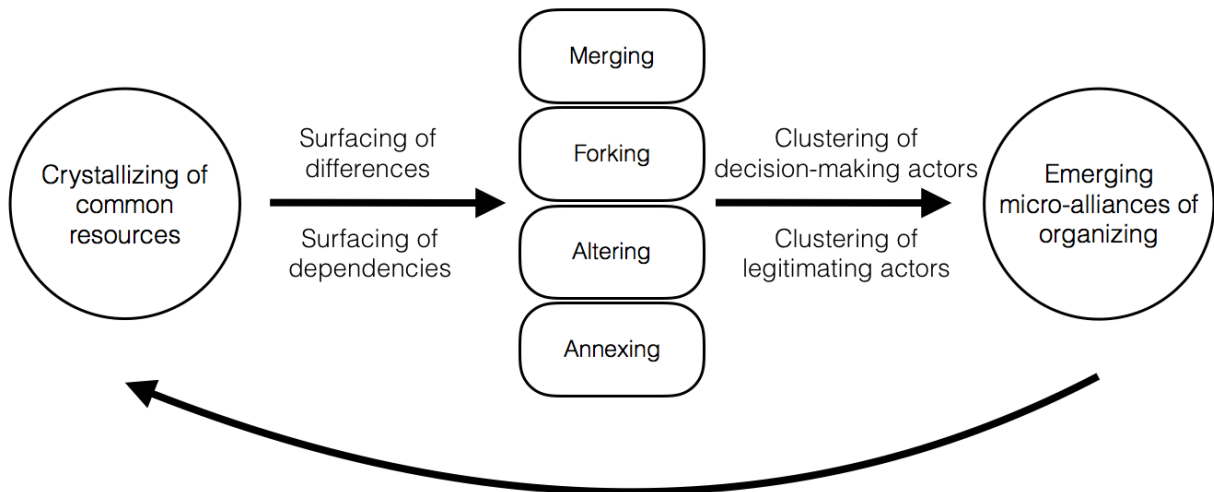 Crystallizing of
common
resources
Surfacing of
differences
Surfacing of
dependencies
Merging
Forking
Altering
Annexing
Clustering of
decision-making actors
Clustering of
legitimating actors
Emerging
micro-alliances of
organizing